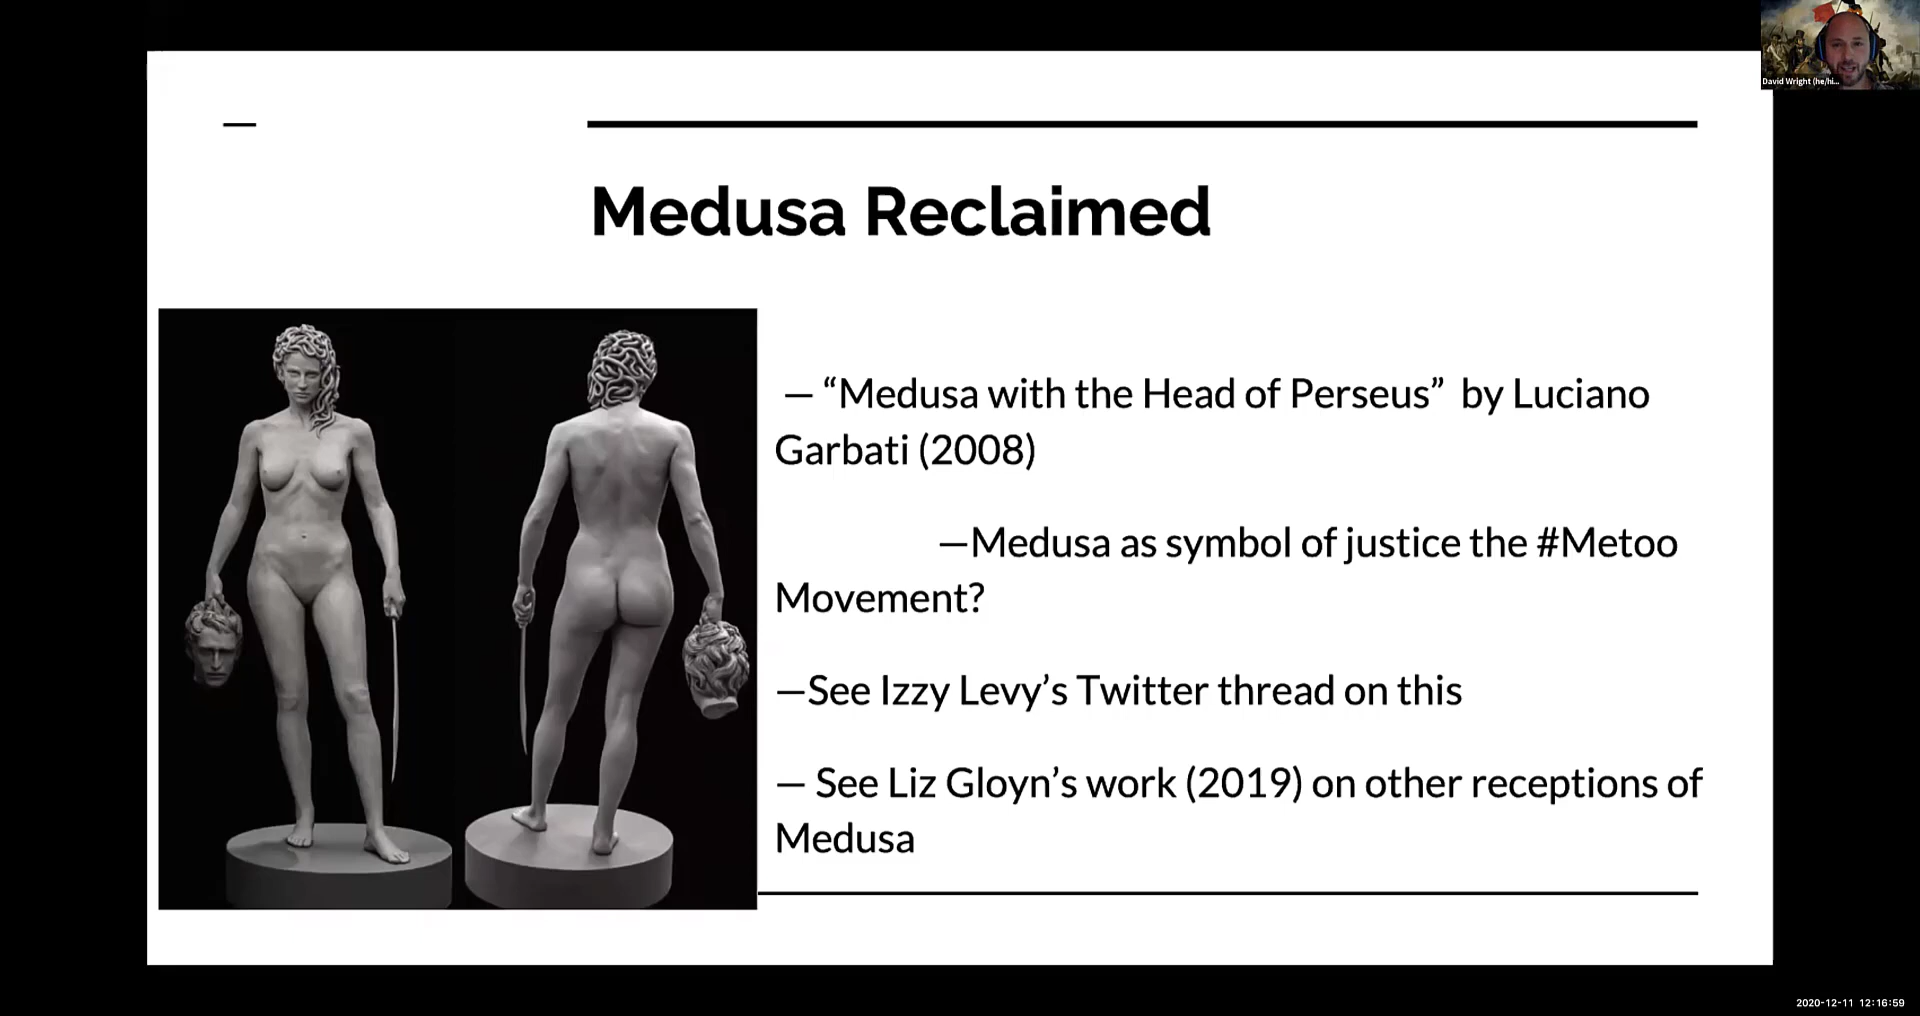 David Wright (he/hi...
Medusa Reclaimed
— “Medusa with the Head of Perseus”  by Luciano
Garbati (2008)
—Medusa as symbol of justice the #Metoo
Movement?
—See Izzy Levy’s Twitter thread on this
— See Liz Gloyn’s work (2019) on other receptions of
Medusa
2020-12-11 12:16:59